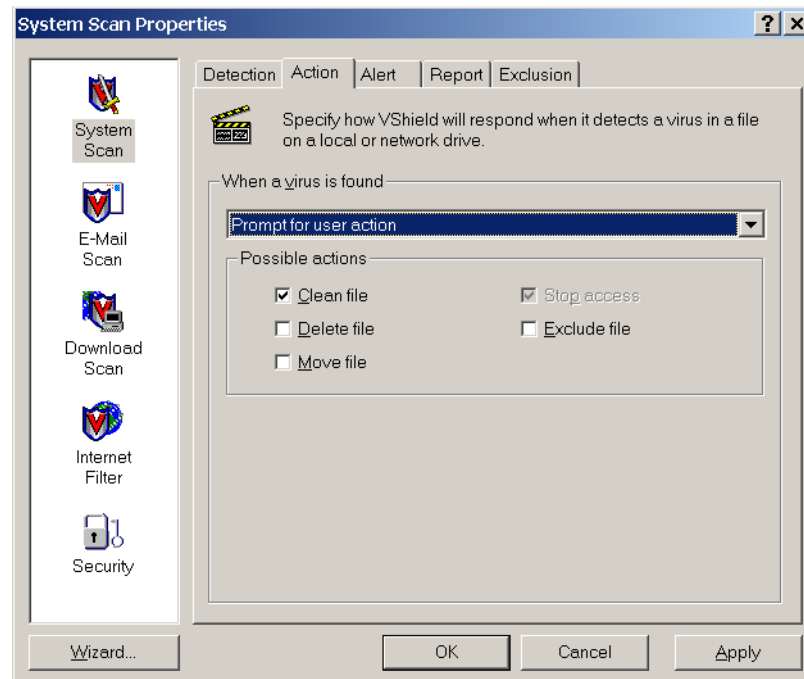 System Scan Properties
Detection
Action
Alert
Report
Exclusion
System
Scan
E-Mail
Scan
Download
Scan
Internet
Filter
Security
Specify how VShield will respond when it detects a virus in a file
on a local or network drive.
When a virus is found
Prompt for user action
Possible actions
Clean file
Stop access
Delete file
Exclude file
Move file
Wizard...
OK
Cancel
Apply